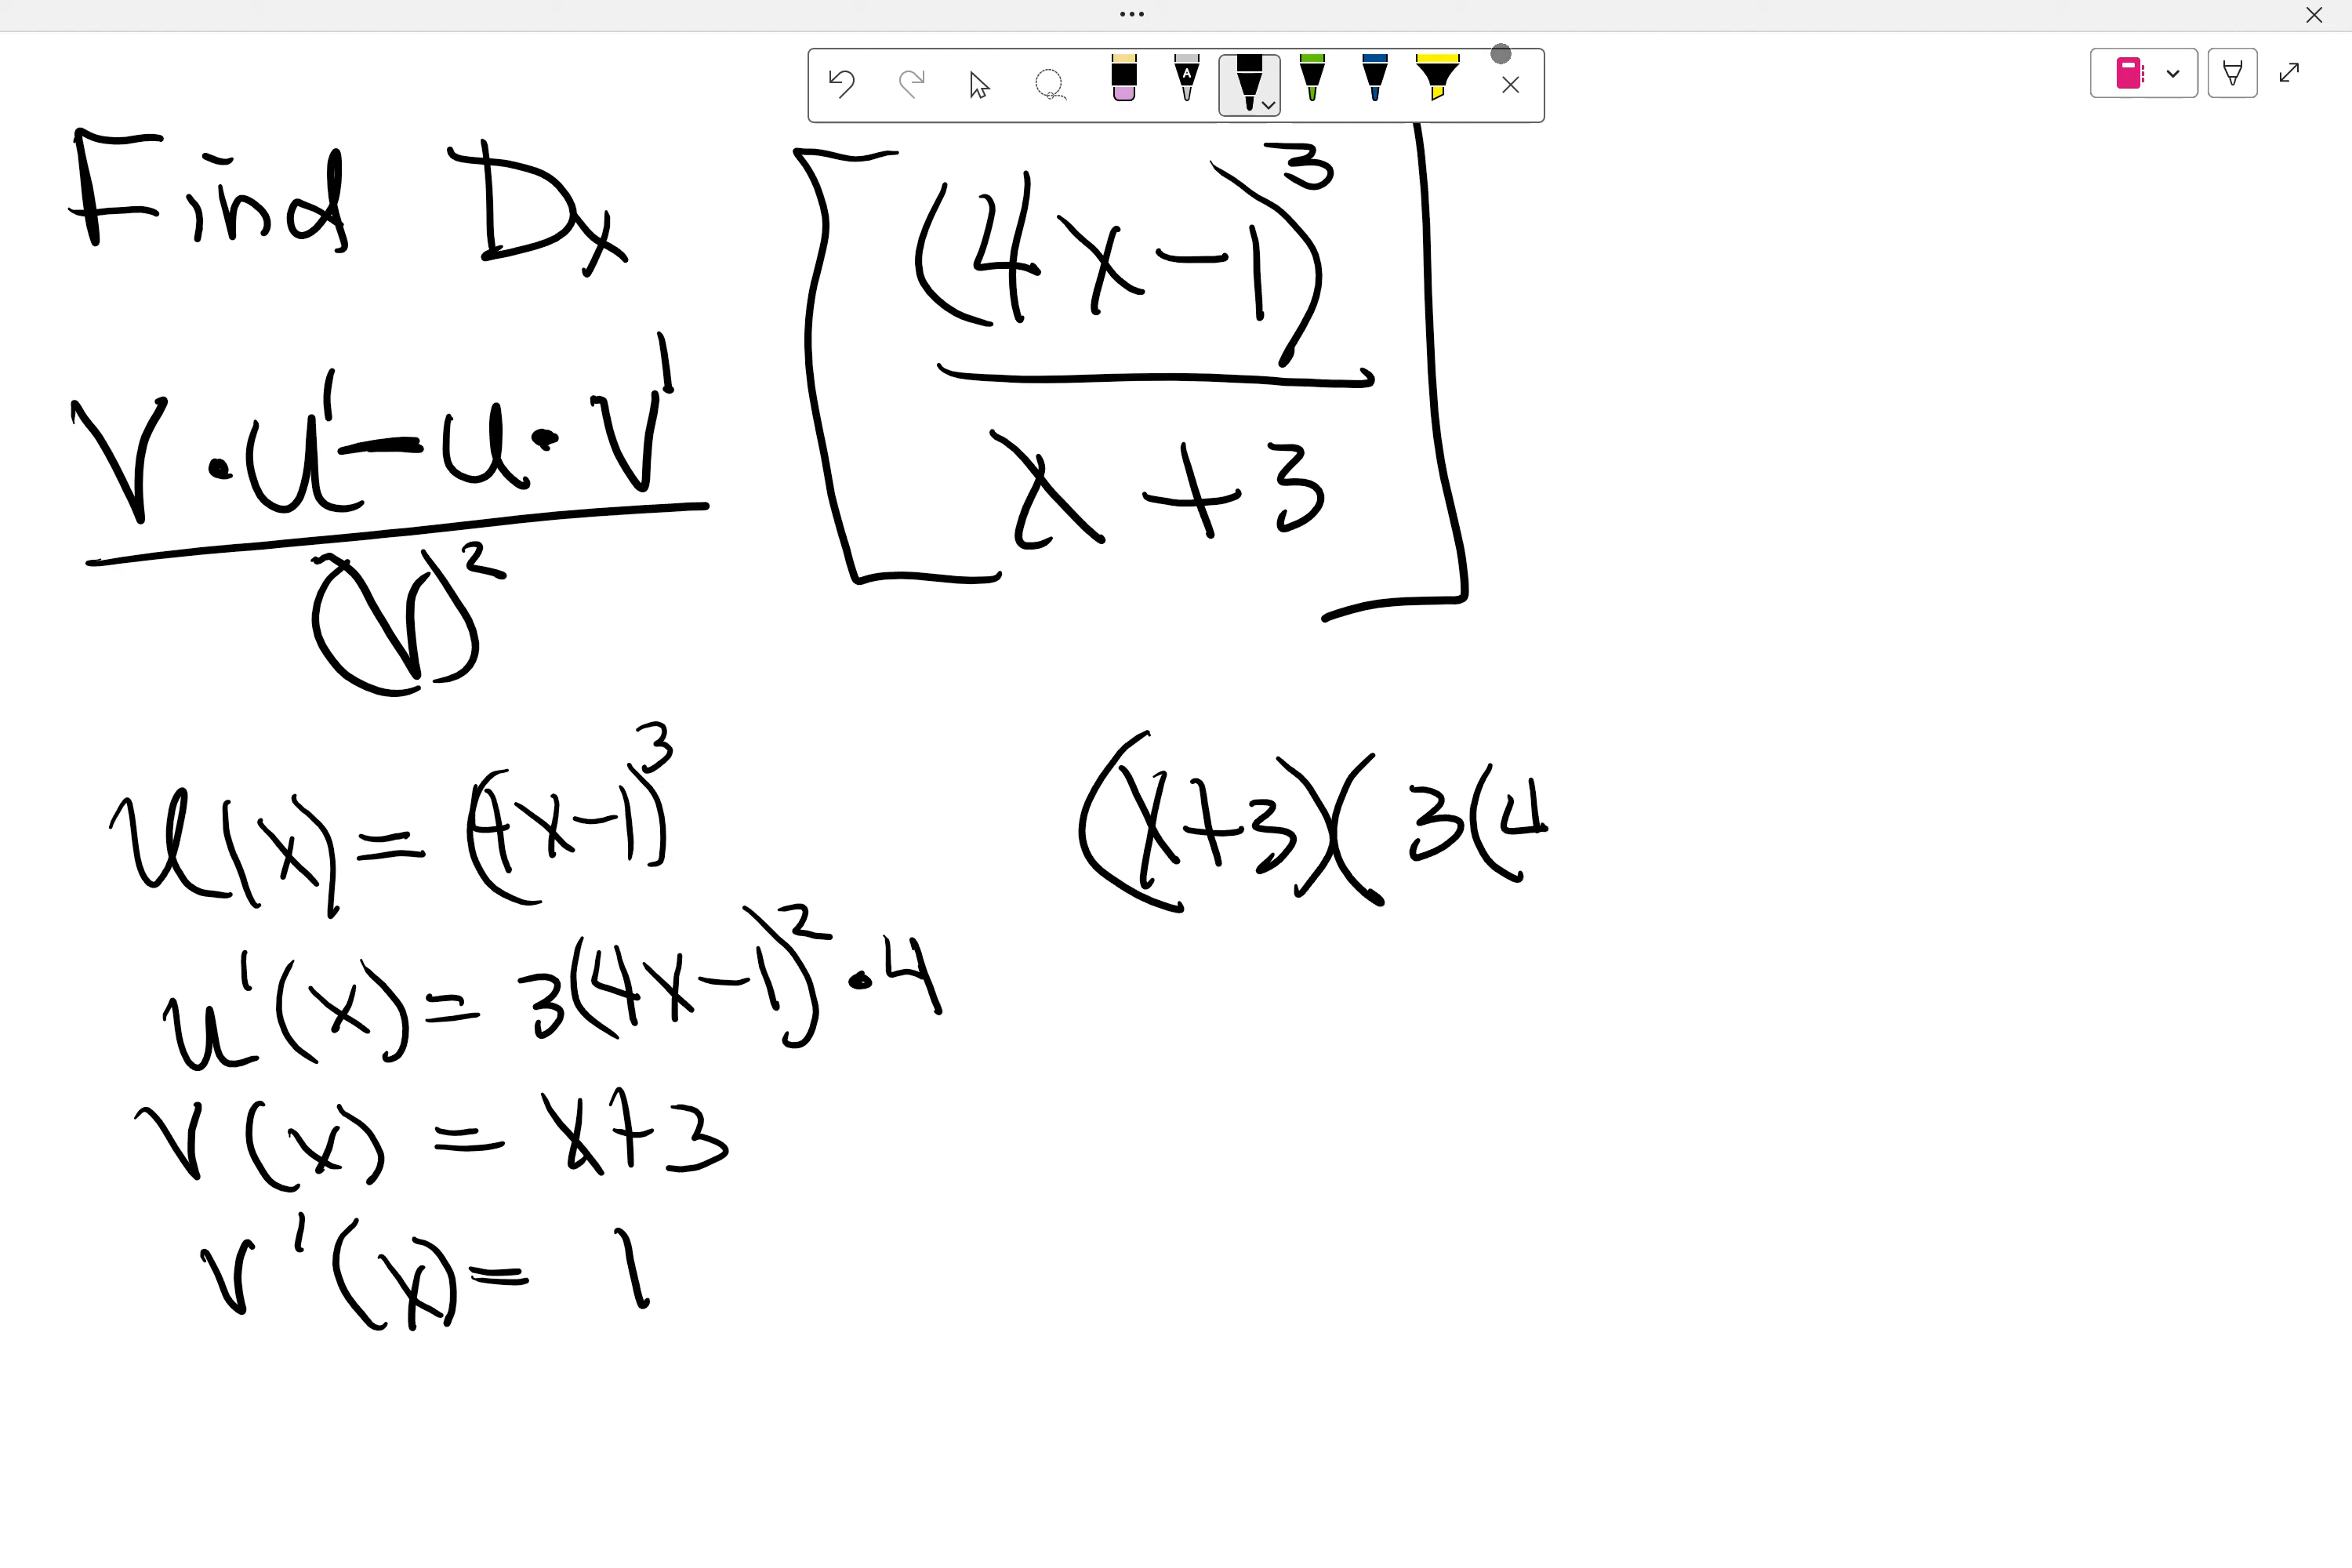 Find Dx [(4x-1)^3 / x+3]
V·u'-u·V' / (V)^2
u(x)=(4x-1)^3
(x+3)(3(4
u'(x)=3(4x-1)^2·4
V(x)=x+3
V'(x)=1